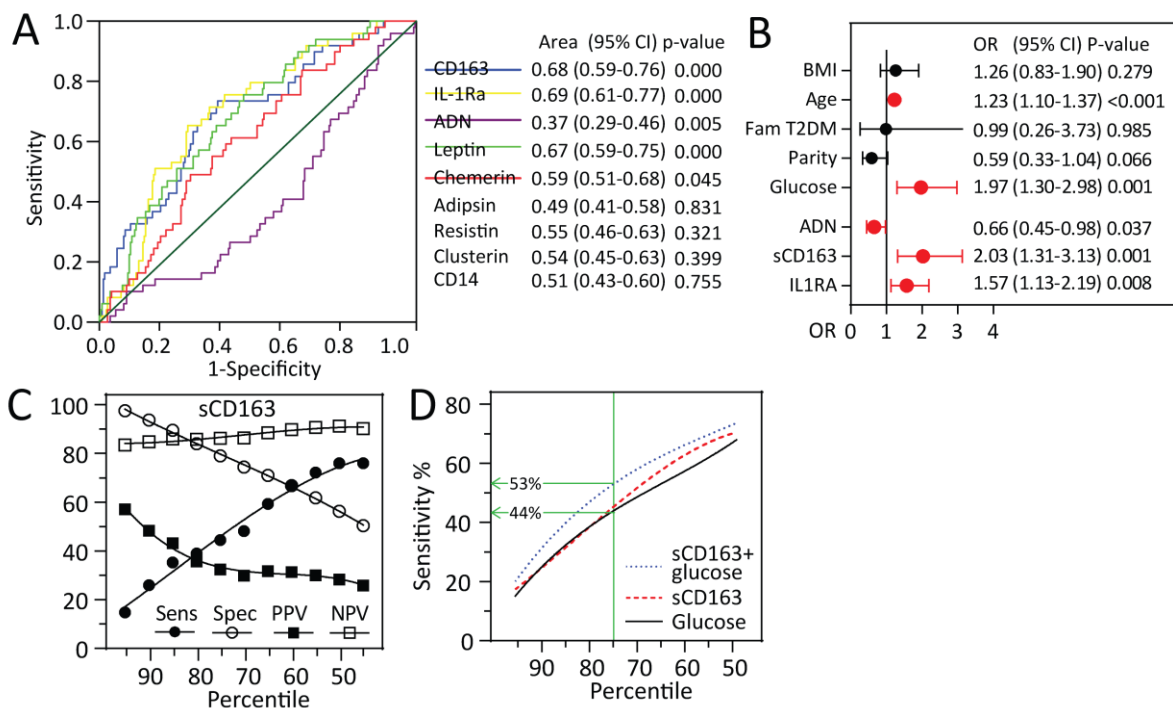 A
Sensitivity
1.0
0.8
0.6
0.4
0.2
0.0
0.0 0.2 0.4 0.6 0.8 1.0
1-Specificity
Area (95% CI) p-value
CD163 0.68 (0.59-0.76) 0.000
IL-1Ra 0.69 (0.61-0.77) 0.000
ADN 0.37 (0.29-0.46) 0.005
Leptin 0.67 (0.59-0.75) 0.000
Chemerin 0.59 (0.51-0.68) 0.045
Adipsin 0.49 (0.41-0.58) 0.831
Resistin 0.55 (0.46-0.63) 0.321
Clusterin 0.54 (0.45-0.63) 0.399
CD14 0.51 (0.43-0.60) 0.755
B
OR (95% CI) P-value
BMI 1.26 (0.83-1.90) 0.279
Age 1.23 (1.10-1.37) <0.001
Fam T2DM 0.99 (0.26-3.73) 0.985
Parity 0.59 (0.33-1.04) 0.066
Glucose 1.97 (1.30-2.98) 0.001
ADN 0.66 (0.45-0.98) 0.037
sCD163 2.03 (1.31-3.13) 0.001
IL1RA 1.57 (1.13-2.19) 0.008
OR 0 1 2 3 4
C
sCD163
100
80
60
40
20
0
Sens Spec PPV NPV
90 80 70 60 50
Percentile
D
Sensitivity %
80
60
40
20
0
53%
44%
sCD163+
glucose
sCD163
Glucose
90 80 70 60 50
Percentile